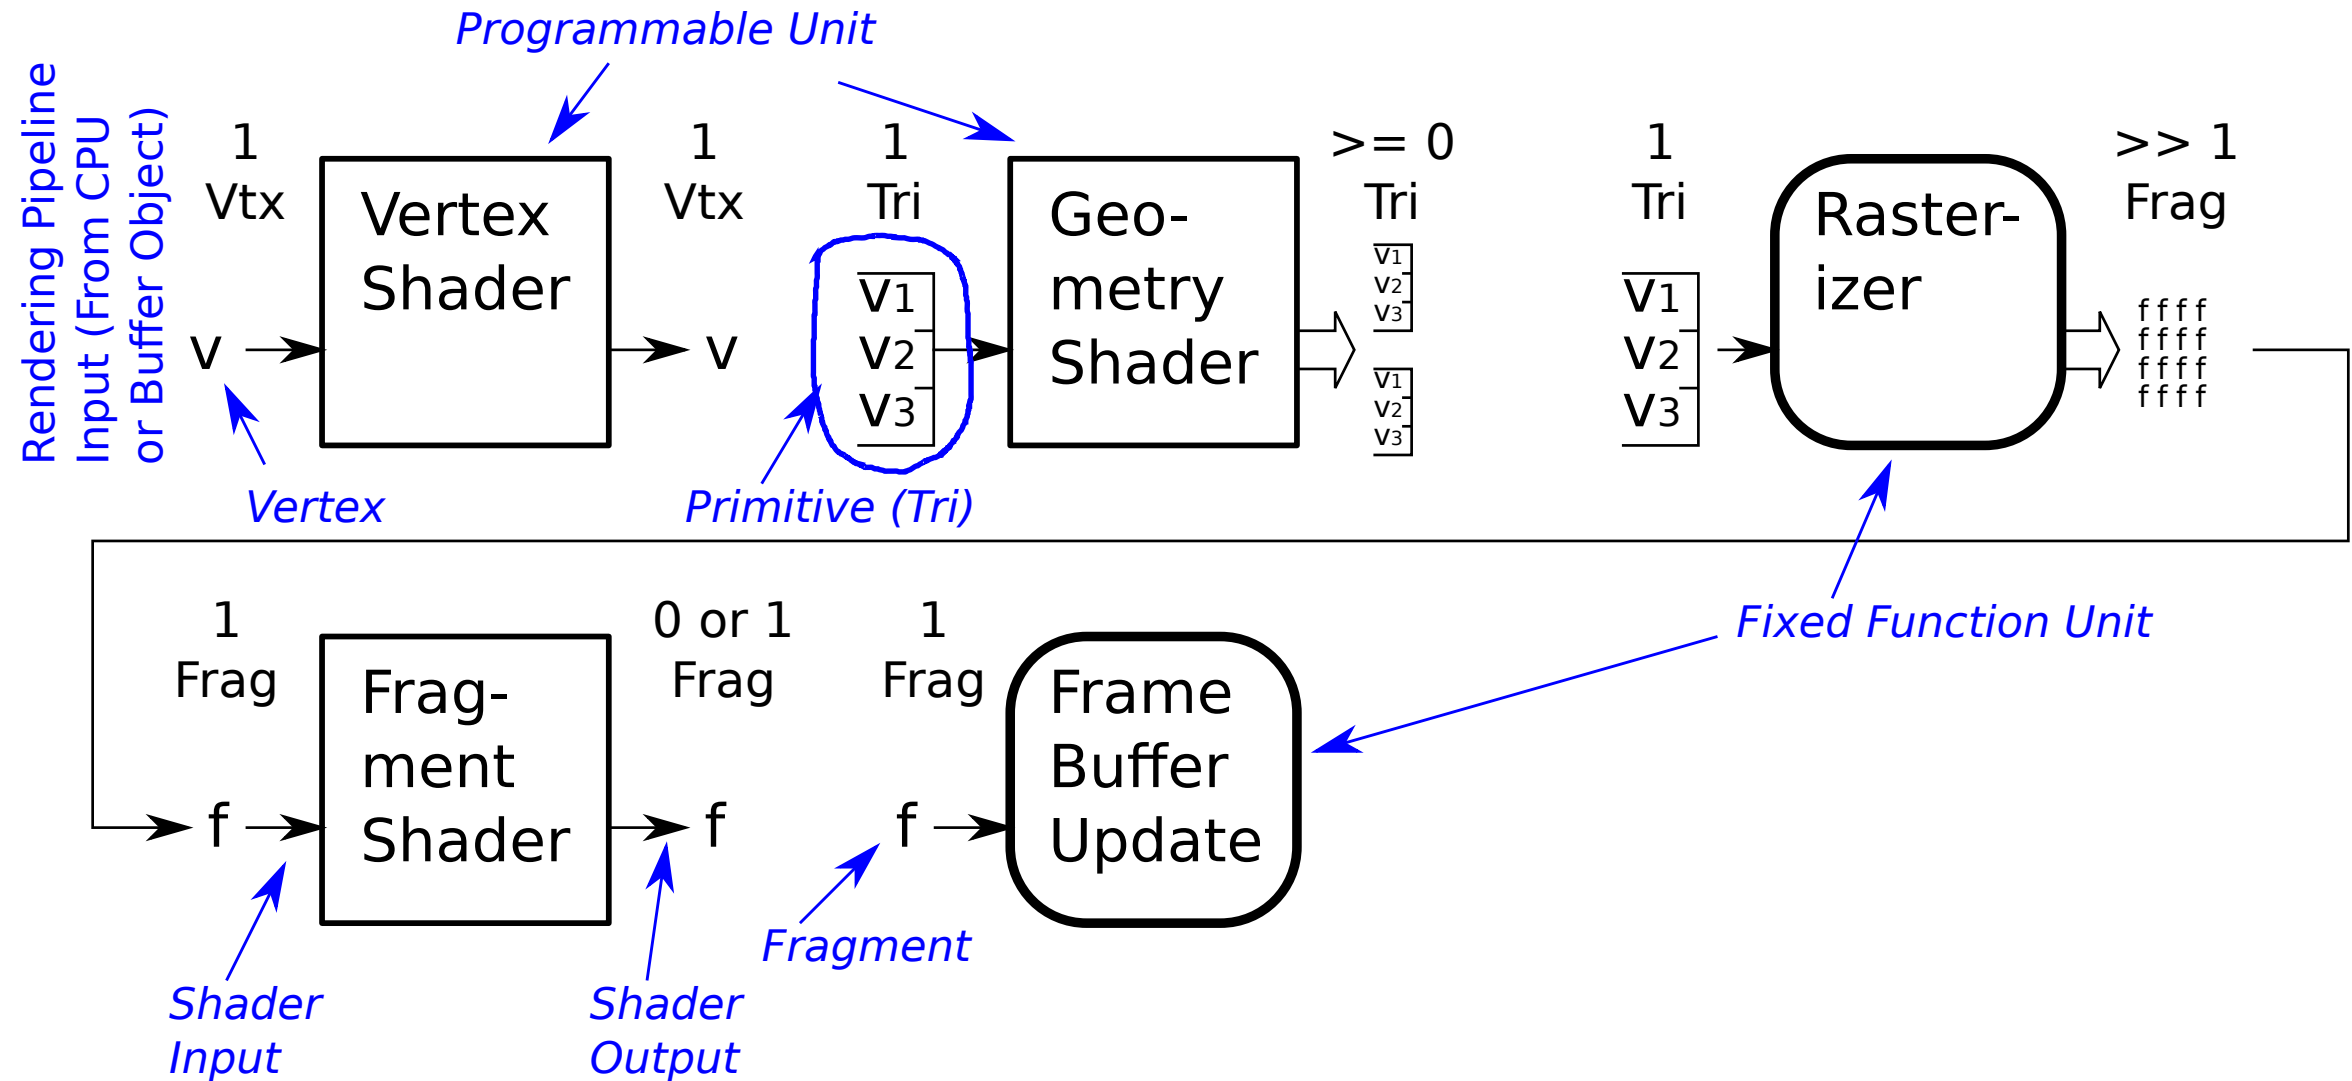 Programmable Unit
Rendering Pipeline
Input (From CPU
or Buffer Object)
1
Vtx
v
Vertex
Shader
1
Vtx
v
1
Tri
v1
v2
v3
Geo-
metry
Shader
>= 0
Tri
v1
v2
v3
v1
v2
v3
1
Tri
v1
v2
v3
Raster-
izer
>> 1
Frag
f f f f
f f f f
f f f f
f f f f
Vertex
Primitive (Tri)
1
Frag
f
Frag-
ment
Shader
0 or 1
Frag
f
1
Frag
f
Frame
Buffer
Update
Fixed Function Unit
Fragment
Shader
Input
Shader
Output